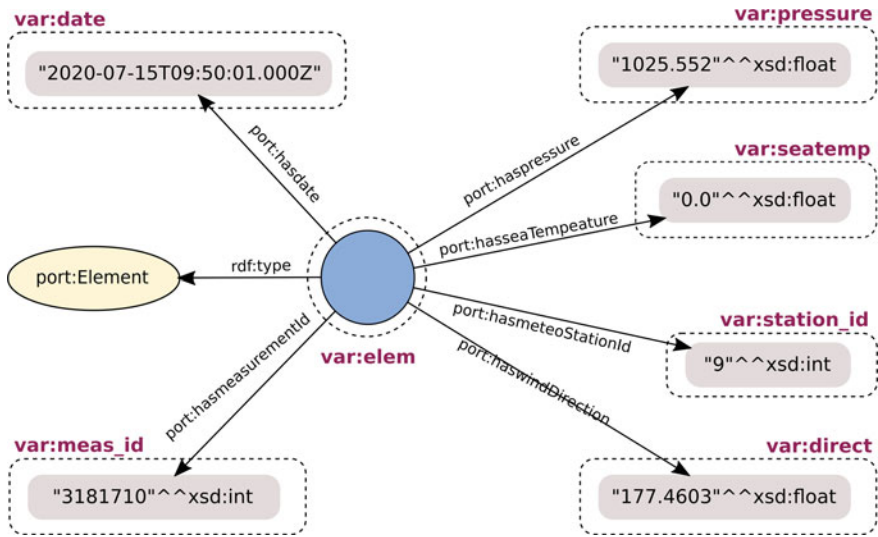 var:date
"2020-07-15T09:50:01.000Z"
var:pressure
"1025.552"^^xsd:float
port:hasdate
port:haspressure
var:seatemp
"0.0"^^xsd:float
port:hasseaTempeature
port:Element
rdf:type
port:hasmeteoStationId
var:station_id
"9"^^xsd:int
var:elem
port:hasmeasurementId
port:haswindDirection
var:meas_id
"3181710"^^xsd:int
var:direct
"177.4603"^^xsd:float